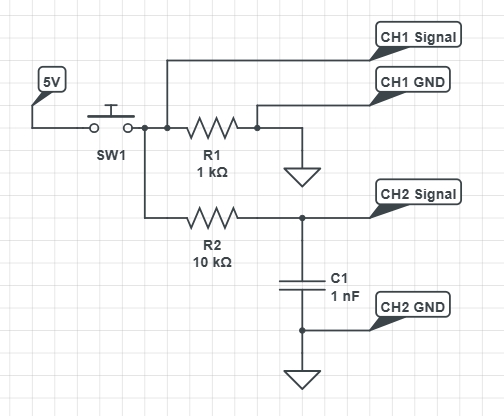 CH1 Signal
5V
CH1 GND
SW1
R1
1 kΩ
CH2 Signal
R2
10 kΩ
C1
1 nF
CH2 GND